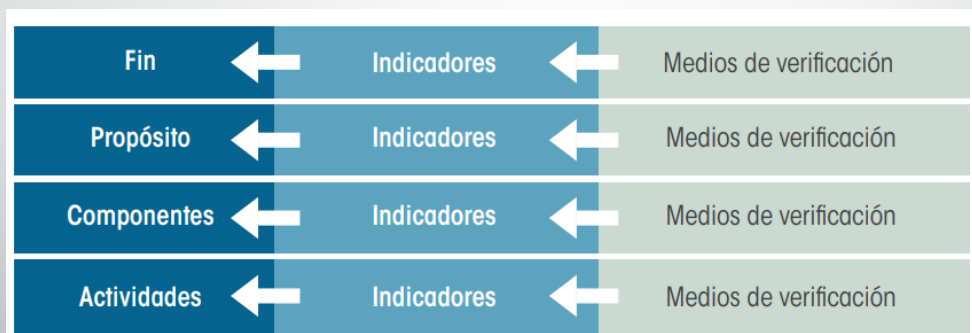 Fin Indicadores Medios de verificación
Propósito Indicadores Medios de verificación
Componentes Indicadores Medios de verificación
Actividades Indicadores Medios de verificación